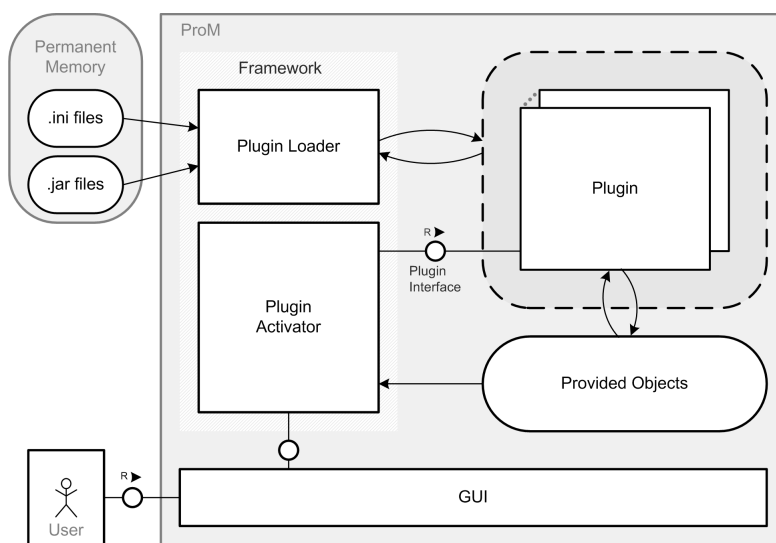 Permanent
Memory
.ini files
.jar files
ProM
Framework
Plugin Loader
Plugin
Activator
R
Plugin
Interface
Plugin
Provided Objects
R
User
GUI